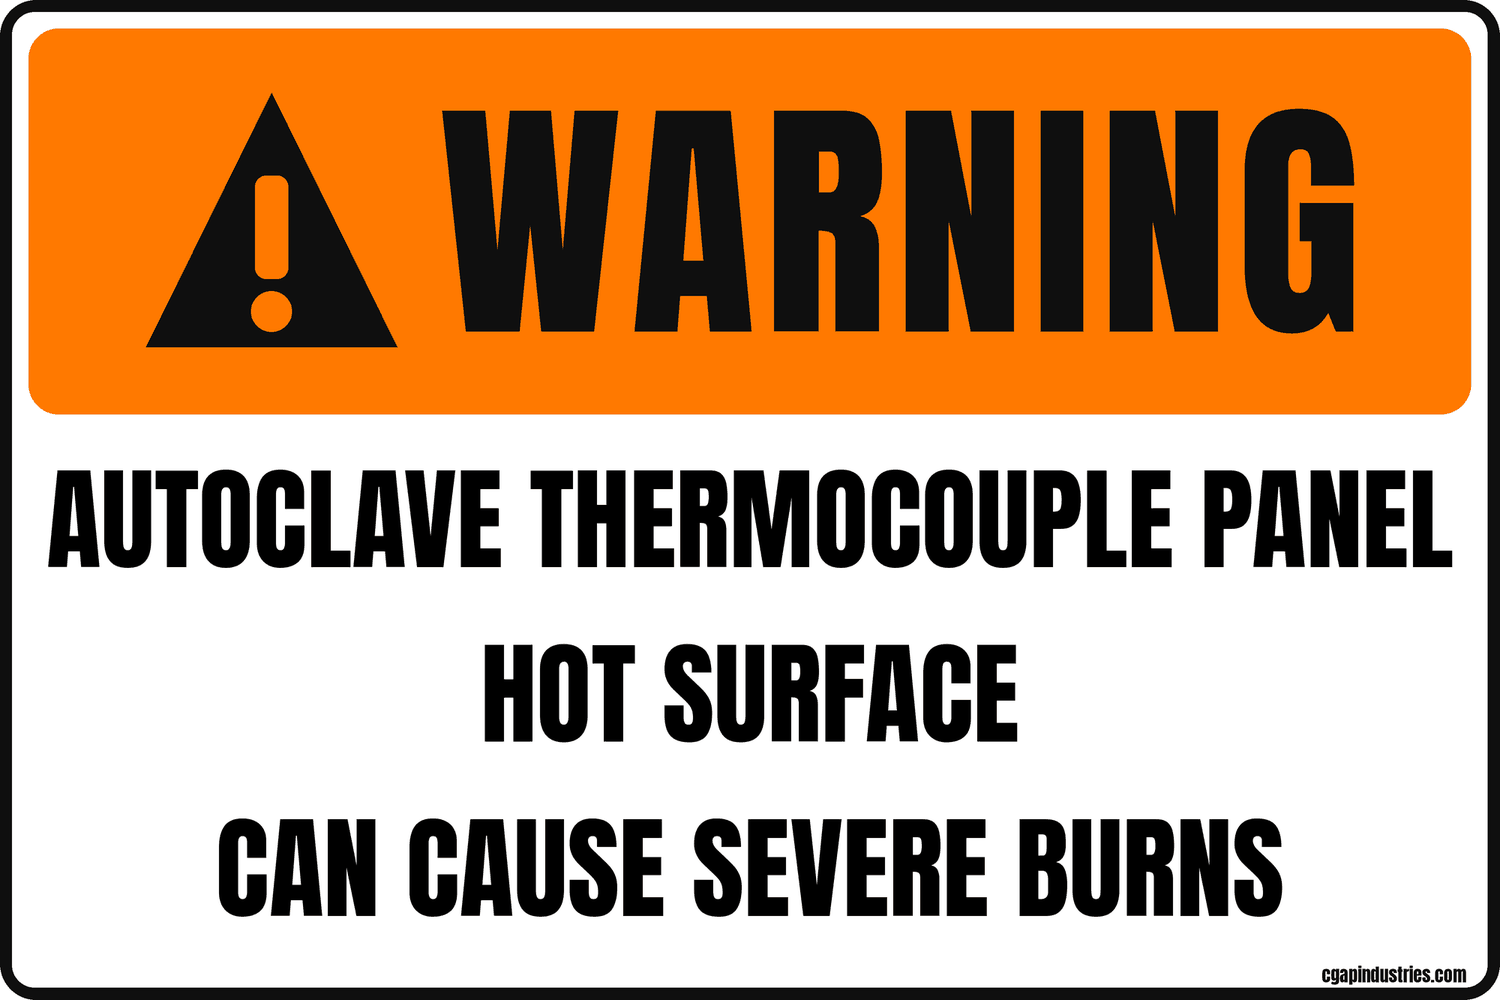 WARNING
AUTOCLAVE THERMOCOUPLE PANEL
HOT SURFACE
CAN CAUSE SEVERE BURNS
cgapindustries.com